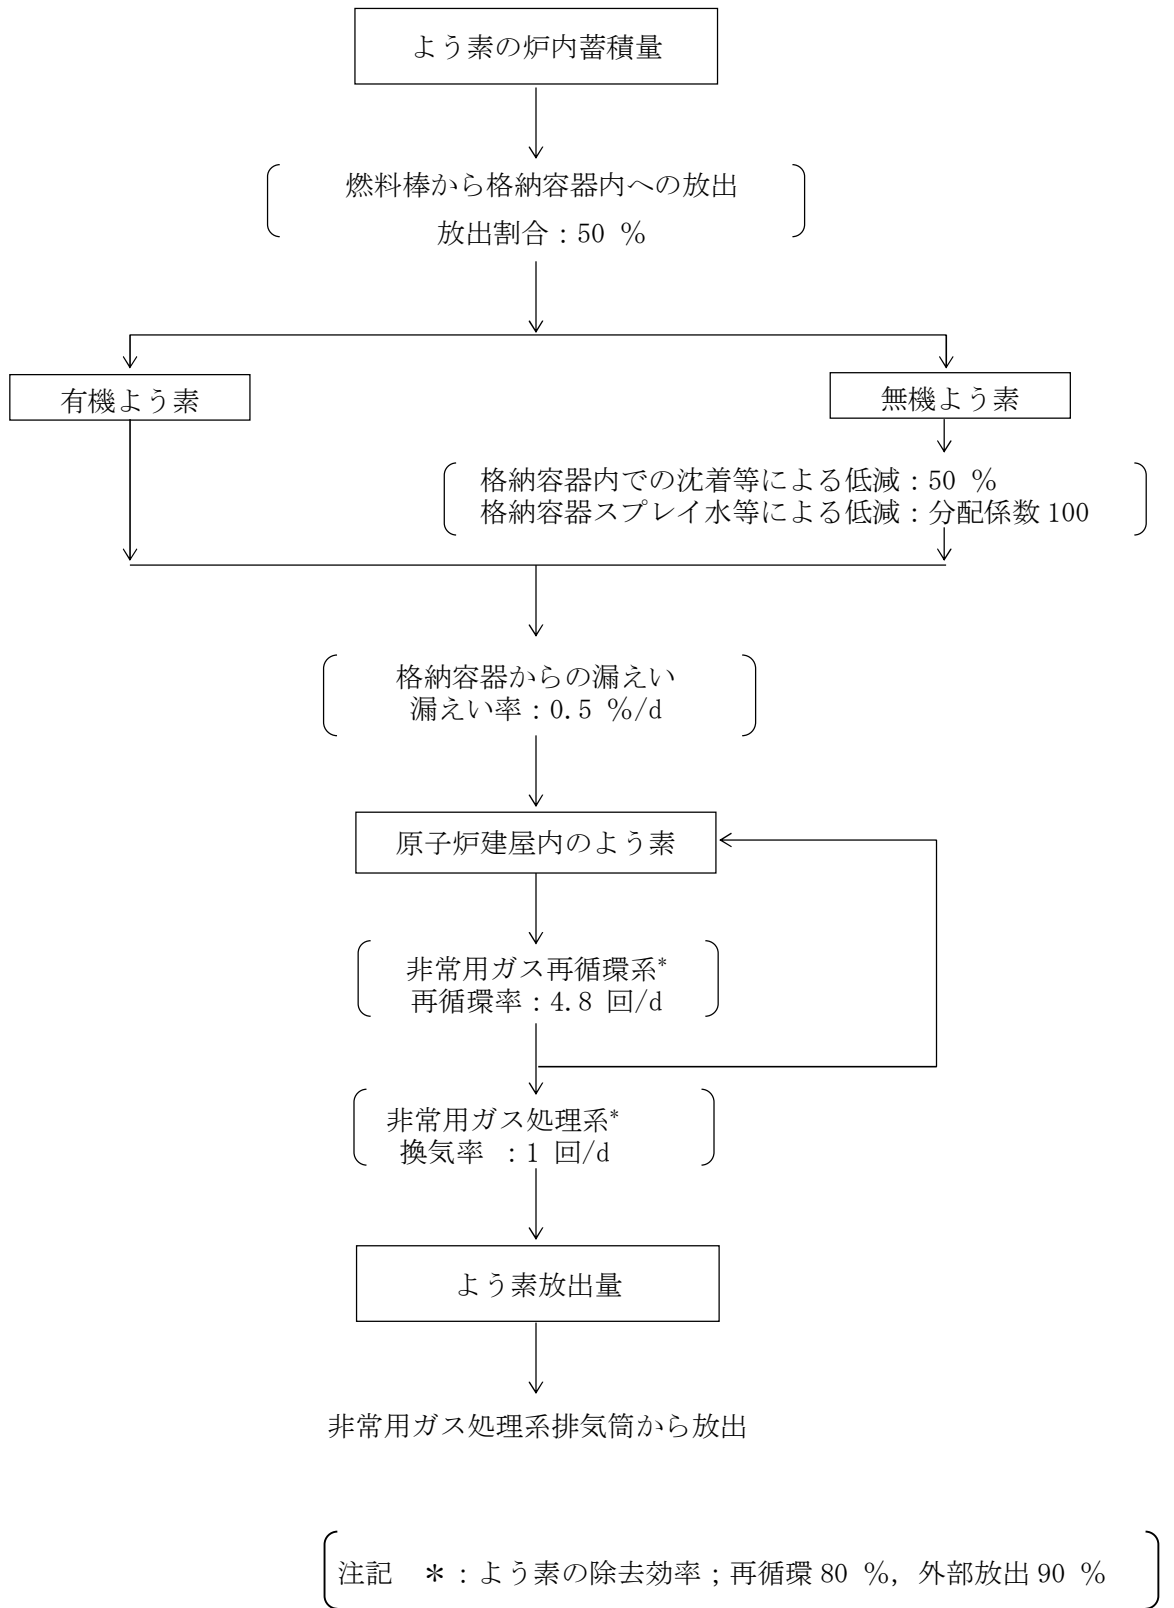 よう素の炉内蓄積量
燃料棒から格納容器内への放出
放出割合：50 %
有機よう素
無機よう素
格納容器内での沈着等による低減：50 %
格納容器スプレイ水等による低減：分配係数 100
格納容器からの漏えい
漏えい率：0.5 %/d
原子炉建屋内のよう素
非常用ガス再循環系*
再循環率：4.8 回/d
非常用ガス処理系*
換気率 ：1 回/d
よう素放出量
非常用ガス処理系排気筒から放出
注記 ＊：よう素の除去効率；再循環 80 %，外部放出 90 %